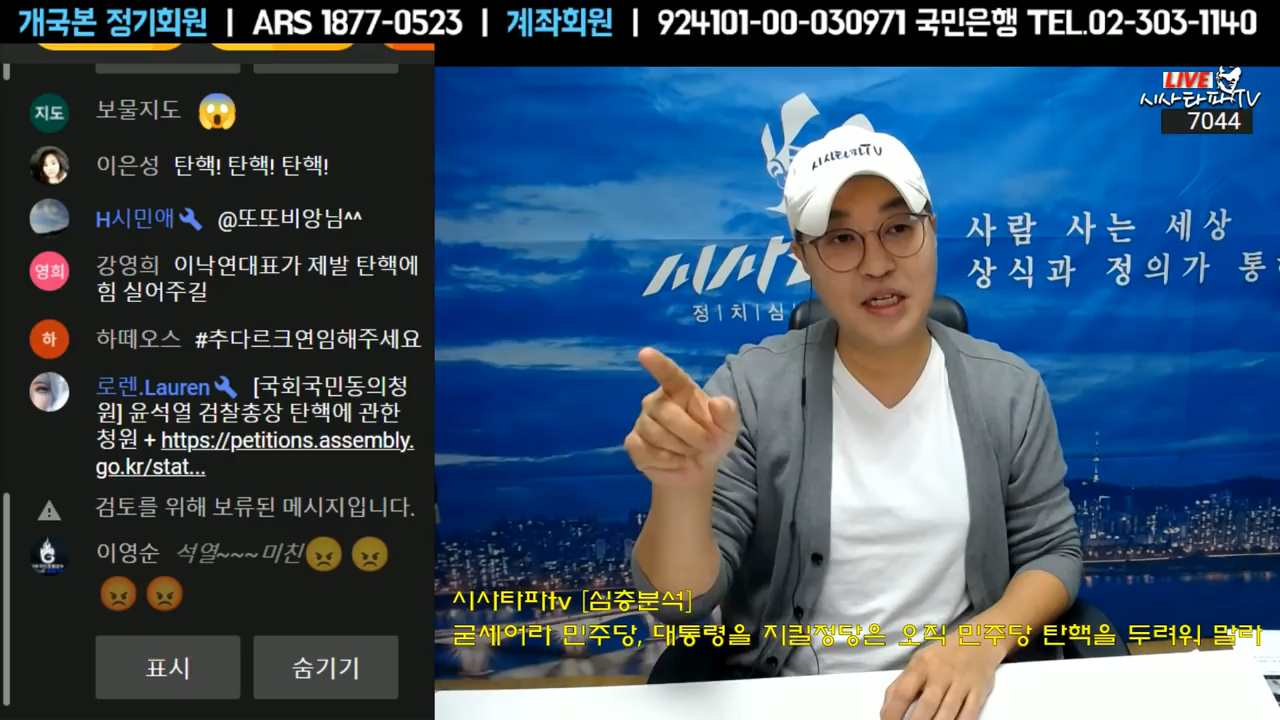 개국본 정기회원 | ARS 1877-0523 | 계좌회원 | 924101-00-030971 국민은행 TEL.02-303-1140
지도 보물지도
이은성 탄핵! 탄핵! 탄핵!
H시민애 @또또비앙님^^
영희 강영희 이낙연대표가 제발 탄핵에
힘 실어주길
하 하떼오스 #추다르크연임해주세요
로렌.Lauren [국회국민동의청
원] 윤석열 검찰총장 탄핵에 관한
청원 + https://petitions.assembly.
go.kr/stat...
검토를 위해 보류된 메시지입니다.
이영순 석열~~~미친
표시 숨기기
LIVE
시사타파TV
7044
시사타파TV
시사
정|치|심
사람 사는 세상
상식과 정의가 통
시사타파tv [심층분석]
굳세어라 민주당, 대통령을 지킬정당은 오직 민주당 탄핵을 두려워 말라